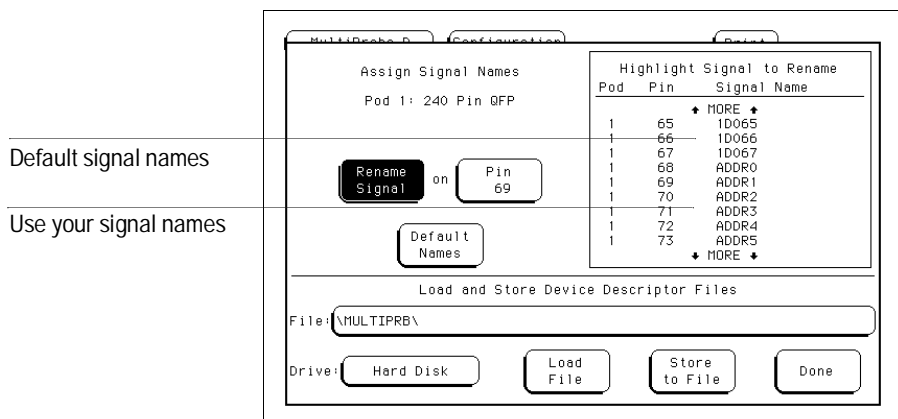 MultiProbe D Configuration Print
Assign Signal Names
Pod 1: 240 Pin QFP
Default signal names
Use your signal names
Rename
Signal
on
Pin
69
Default
Names
Highlight Signal to Rename
Pod Pin Signal Name
↑ MORE ↑
1 65 1D065
1 66 1D066
1 67 1D067
1 68 ADDR0
1 69 ADDR1
1 70 ADDR2
1 71 ADDR3
1 72 ADDR4
1 73 ADDR5
↓ MORE ↓
Load and Store Device Descriptor Files
File: \MULTIPRB\
Drive: Hard Disk
Load
File
Store
to File
Done